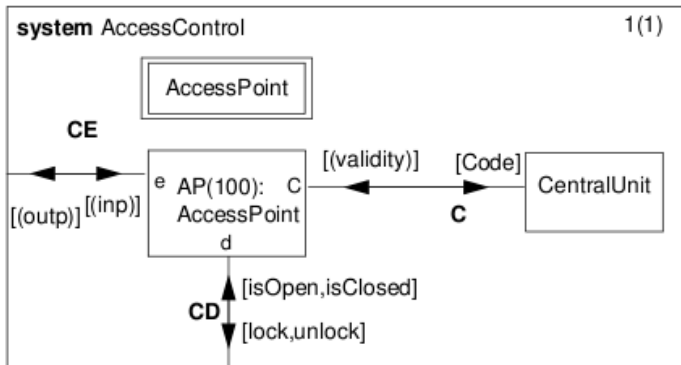 system AccessControl 1(1)
AccessPoint
CE
[(validity)] [Code]
e AP(100): C
AccessPoint
d
CentralUnit
[(outp)] [(inp)]
C
[isOpen,isClosed]
CD
[lock,unlock]